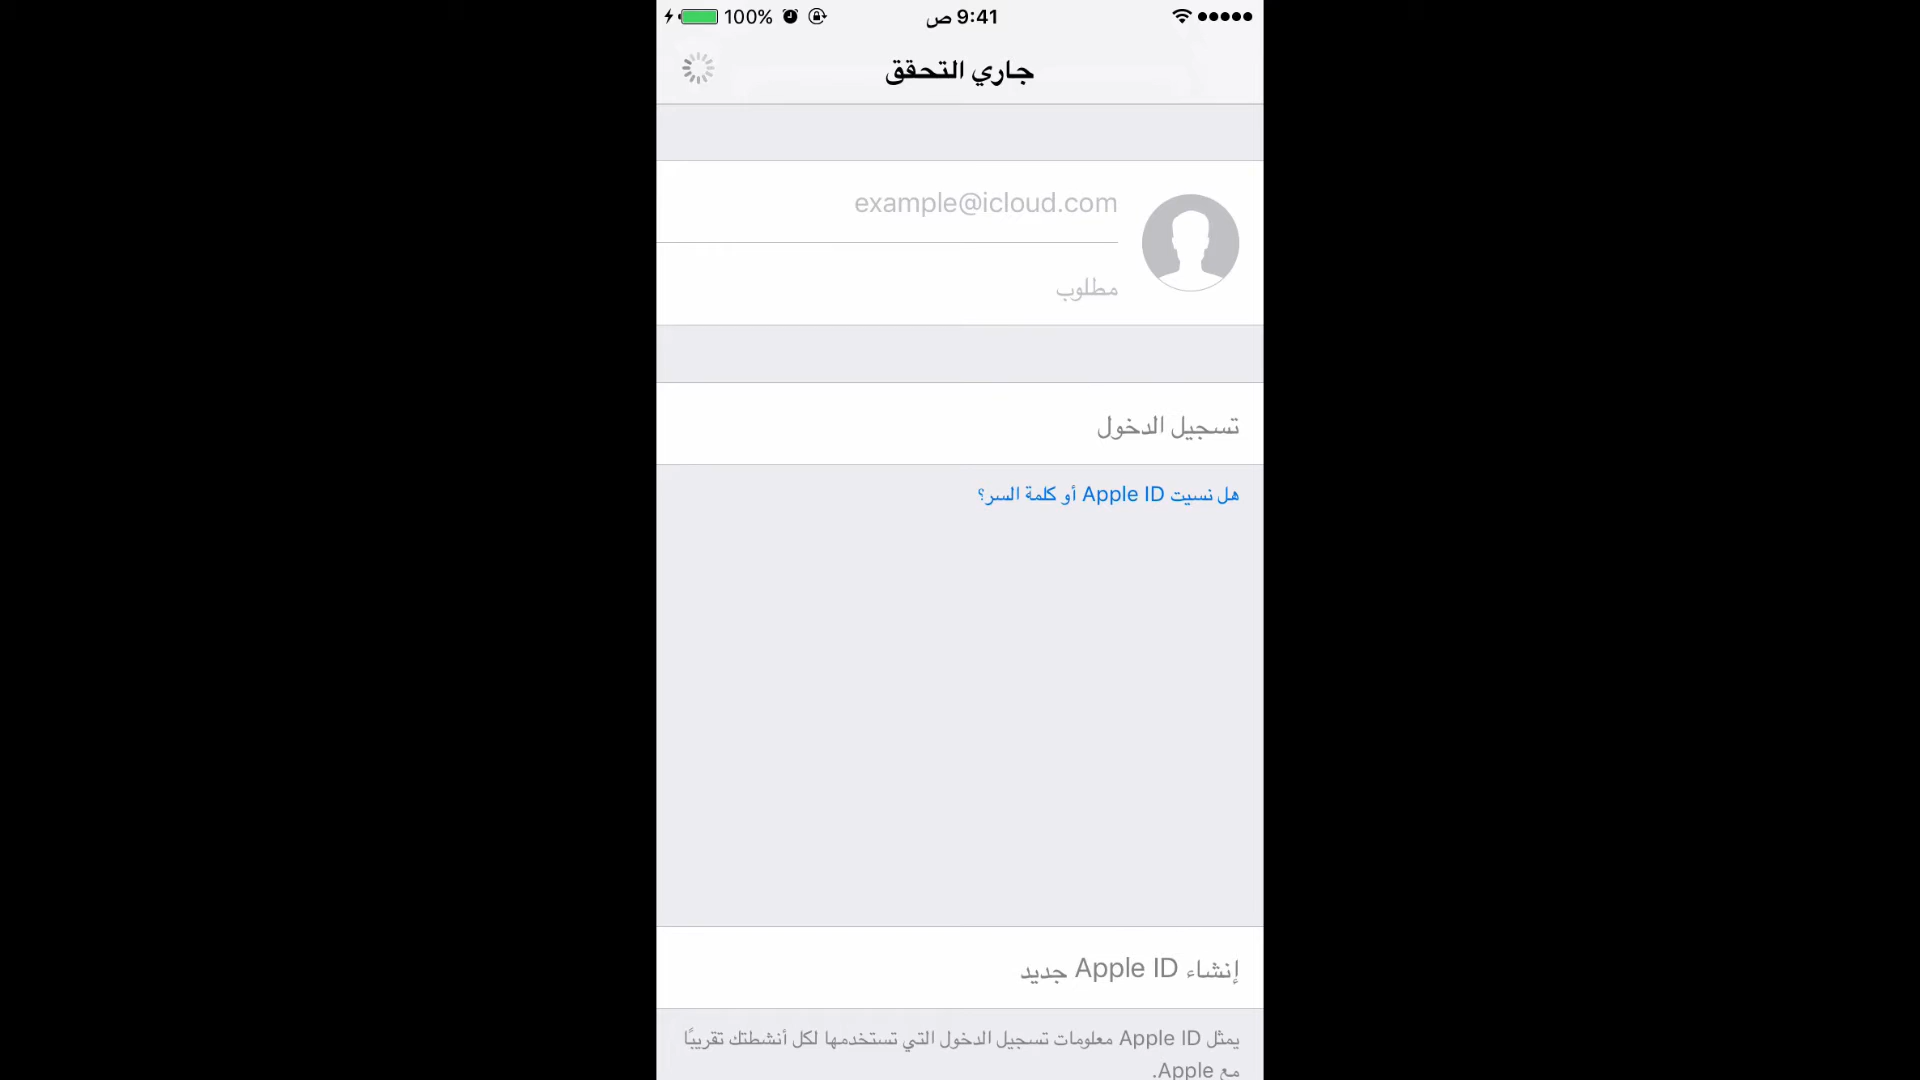 100%
9:41 ص
جاري التحقق
example@icloud.com
مطلوب
تسجيل الدخول
هل نسيت Apple ID أو كلمة السر؟
إنشاء Apple ID جديد
يمثل Apple ID معلومات تسجيل الدخول التي تستخدمها لكل أنشطتك تقريبًا
مع Apple.